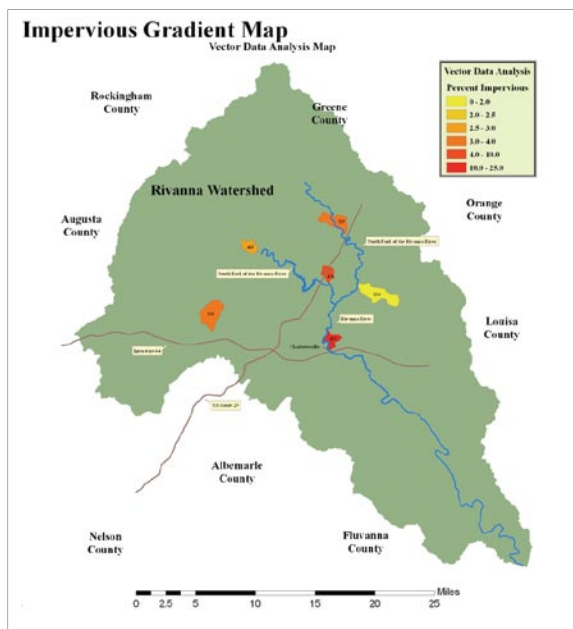 Impervious Gradient Map
Vector Data Analysis Map
Vector Data Analysis
Percent Impervious
0 - 2.0
2.0 - 2.5
2.5 - 3.0
3.0 - 4.0
4.0 - 10.0
10.0 - 25.0
Rockingham
County
Greene
County
Rivanna Watershed
Orange
County
Augusta
County
North Fork of the Rivanna River
South Fork of the Rivanna River
Louisa
County
Rivanna River
Albemarle
County
Nelson
County
Fluvanna
County
Miles
0 2.5 5 10 15 20 25